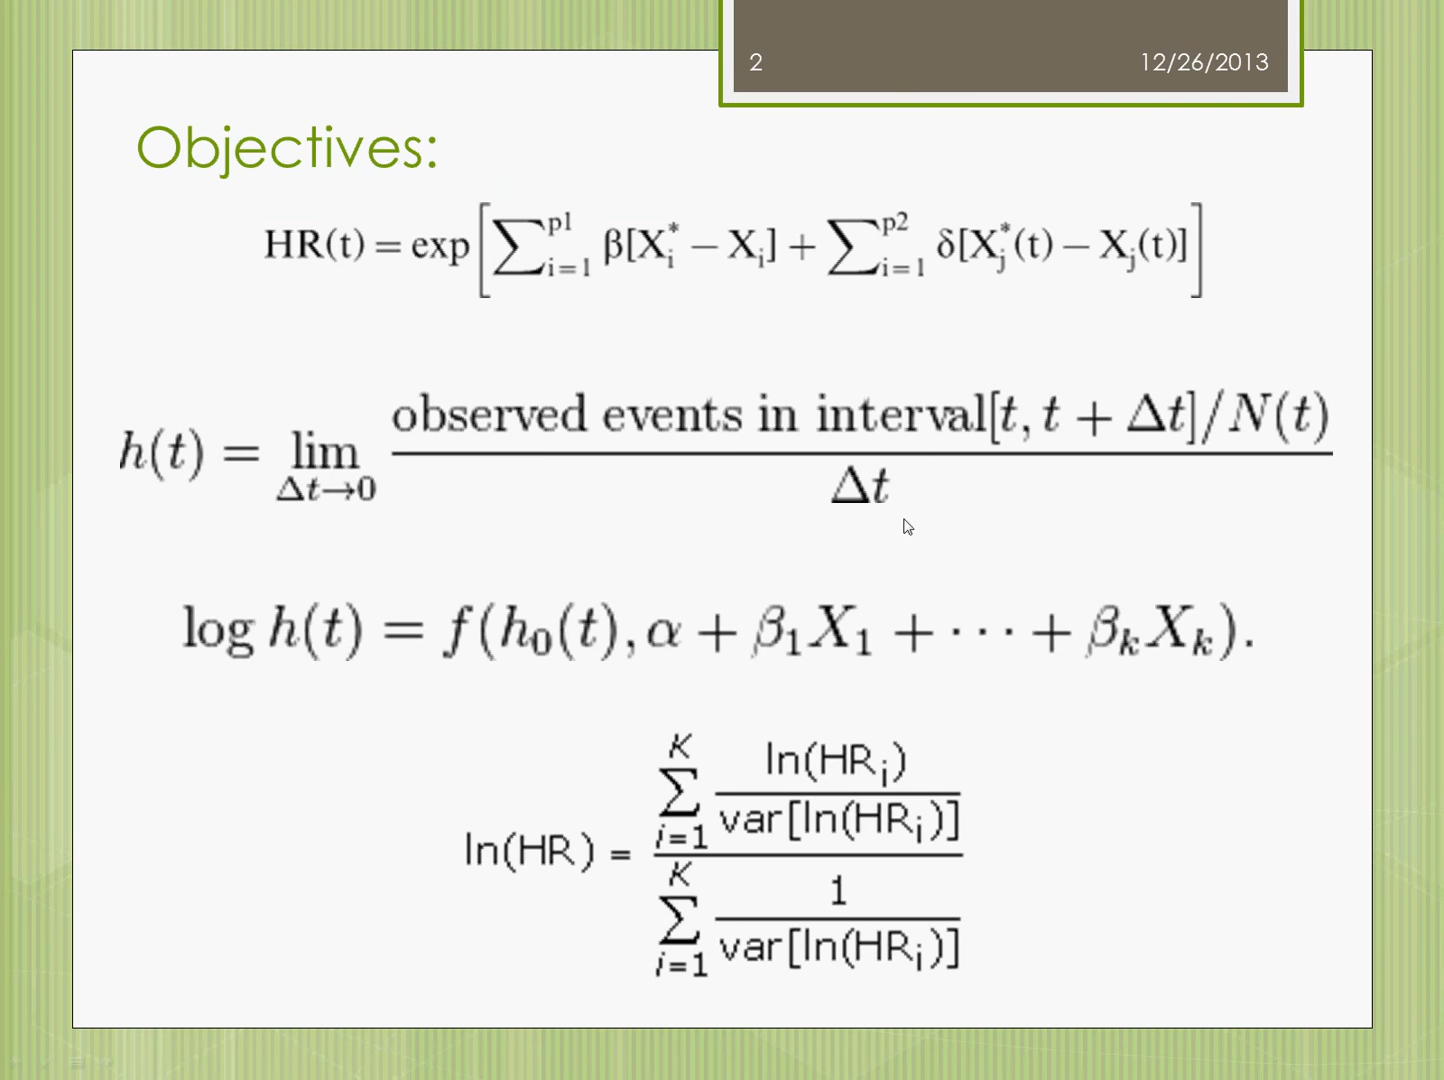 2 12/26/2013
Objectives:
HR(t) = exp[∑_{i=1}^{p1} β[X_i^* − X_i] + ∑_{i=1}^{p2} δ[X_j^*(t) − X_j(t)]]
h(t) = lim_{Δt→0} (observed events in interval[t, t + Δt]/N(t)) / Δt
log h(t) = f(h_0(t), α + β_1X_1 + ··· + β_kX_k).
ln(HR) = (∑_{i=1}^{K} ln(HR_i) / var[ln(HR_i)]) / (∑_{i=1}^{K} 1 / var[ln(HR_i)])